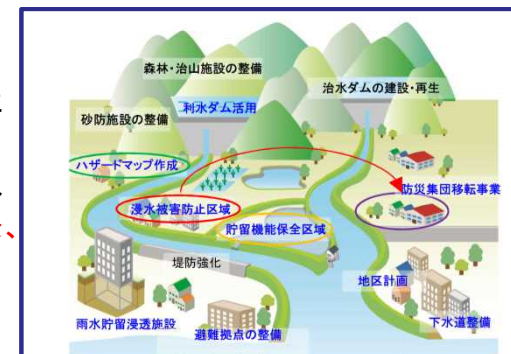 森林・治山施設の整備
治水ダムの建設・再生
利水ダム活用
砂防施設の整備
ハザードマップ作成
防災集団移転事業
浸水被害防止区域
貯留機能保全区域
、
堤防強化
地区計画
雨水貯留浸透施設
避難拠点の整備
下水道整備